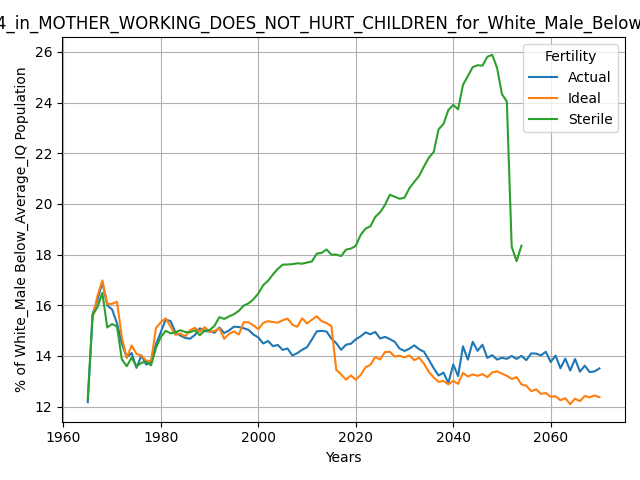 4_in_MOTHER_WORKING_DOES_NOT_HURT_CHILDREN_for_White_Male_Below
% of White_Male Below_Average_IQ Population
26
24
22
20
18
16
14
12
Fertility
Actual
Ideal
Sterile
1960
1980
2000
2020
2040
2060
Years